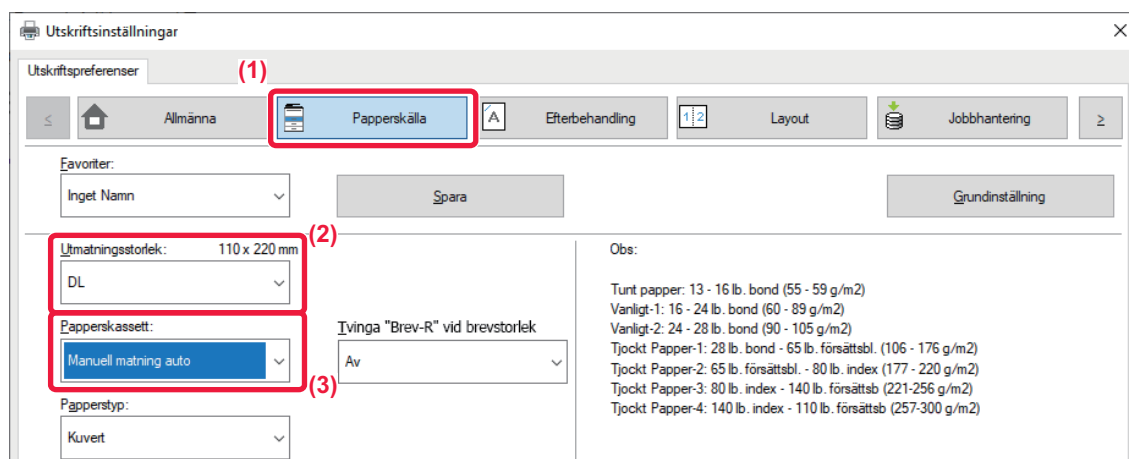 Utskriftsinställningar
Utskriftspreferenser
(1)
≤ Allmänna Papperskälla A Efterbehandling 1 2 Layout Jobbhantering ≥
Favoriter:
Inget Namn Spara Grundinställning
(2)
Utmatningsstorlek: 110 x 220 mm
DL
Papperskassett: Tvinga "Brev-R" vid brevstorlek
Manuell matning auto Av
(3)
Papperstyp:
Kuvert
Obs:
Tunt papper: 13 - 16 lb. bond (55 - 59 g/m2)
Vanligt-1: 16 - 24 lb. bond (60 - 89 g/m2)
Vanligt-2: 24 - 28 lb. bond (90 - 105 g/m2)
Tjockt Papper-1: 28 lb. bond - 65 lb. försättsbl. (106 - 176 g/m2)
Tjockt Papper-2: 65 lb. försättsbl. - 80 lb. index (177 - 220 g/m2)
Tjockt Papper-3: 80 lb. index - 140 lb. försättsb (221-256 g/m2)
Tjockt Papper-4: 140 lb. index - 110 lb. försättsb (257-300 g/m2)